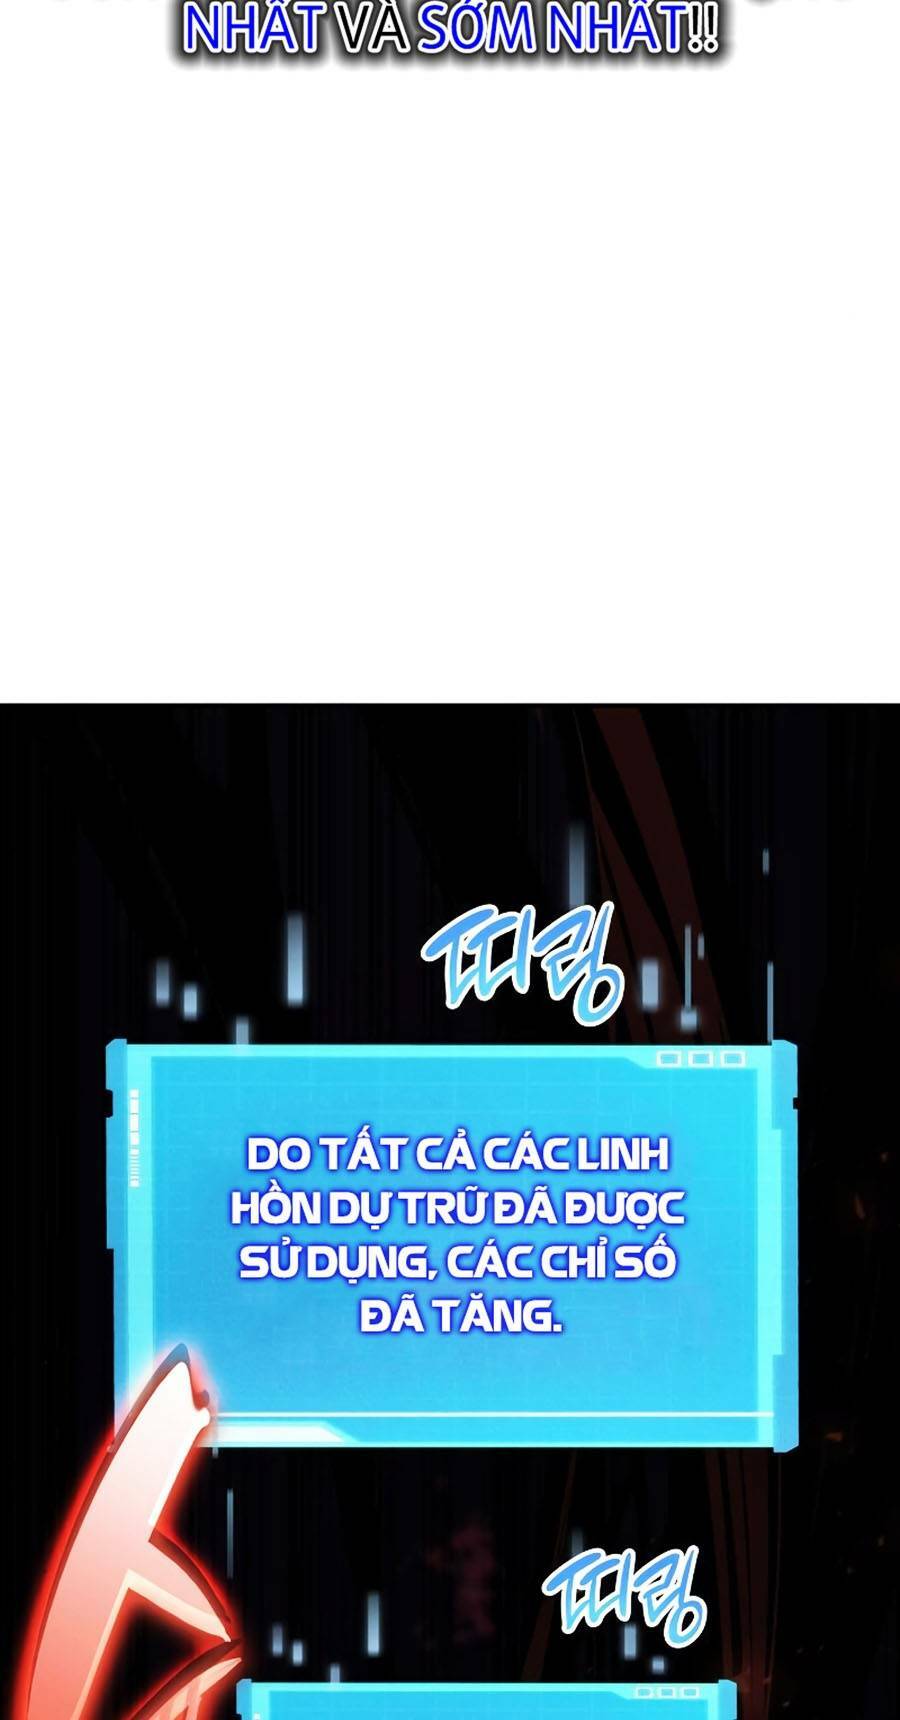 NHẤT VÀ SỚM NHẤT!!
띠링
DO TẤT CẢ CÁC LINH
HỒN DỰ TRỮ ĐÃ ĐƯỢC
SỬ DỤNG, CÁC CHỈ SỐ
ĐÃ TĂNG.
띠링